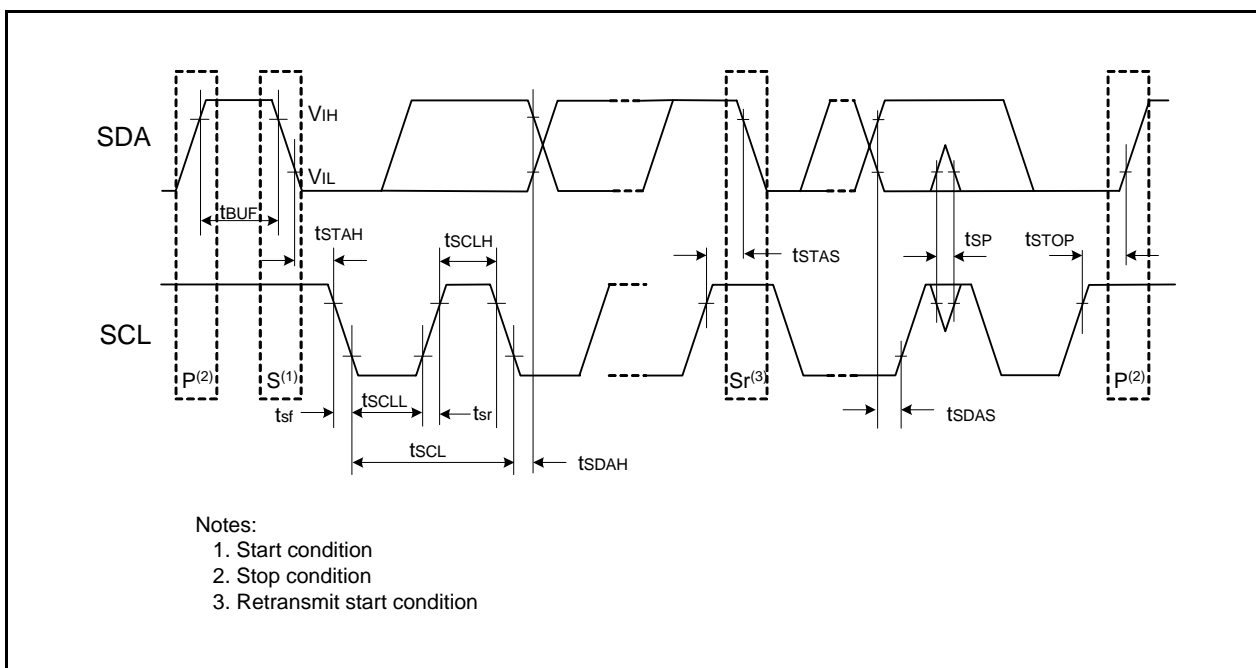 SDA
VIH
VIL
tBUF
tSTAH
tSCLH
tSTAS
tSP
tSTOP
SCL
P(2)
S(1)
Sr(3)
P(2)
tsf
tSCLL
tsr
tSDAS
tSCL
tSDAH
Notes:
1. Start condition
2. Stop condition
3. Retransmit start condition